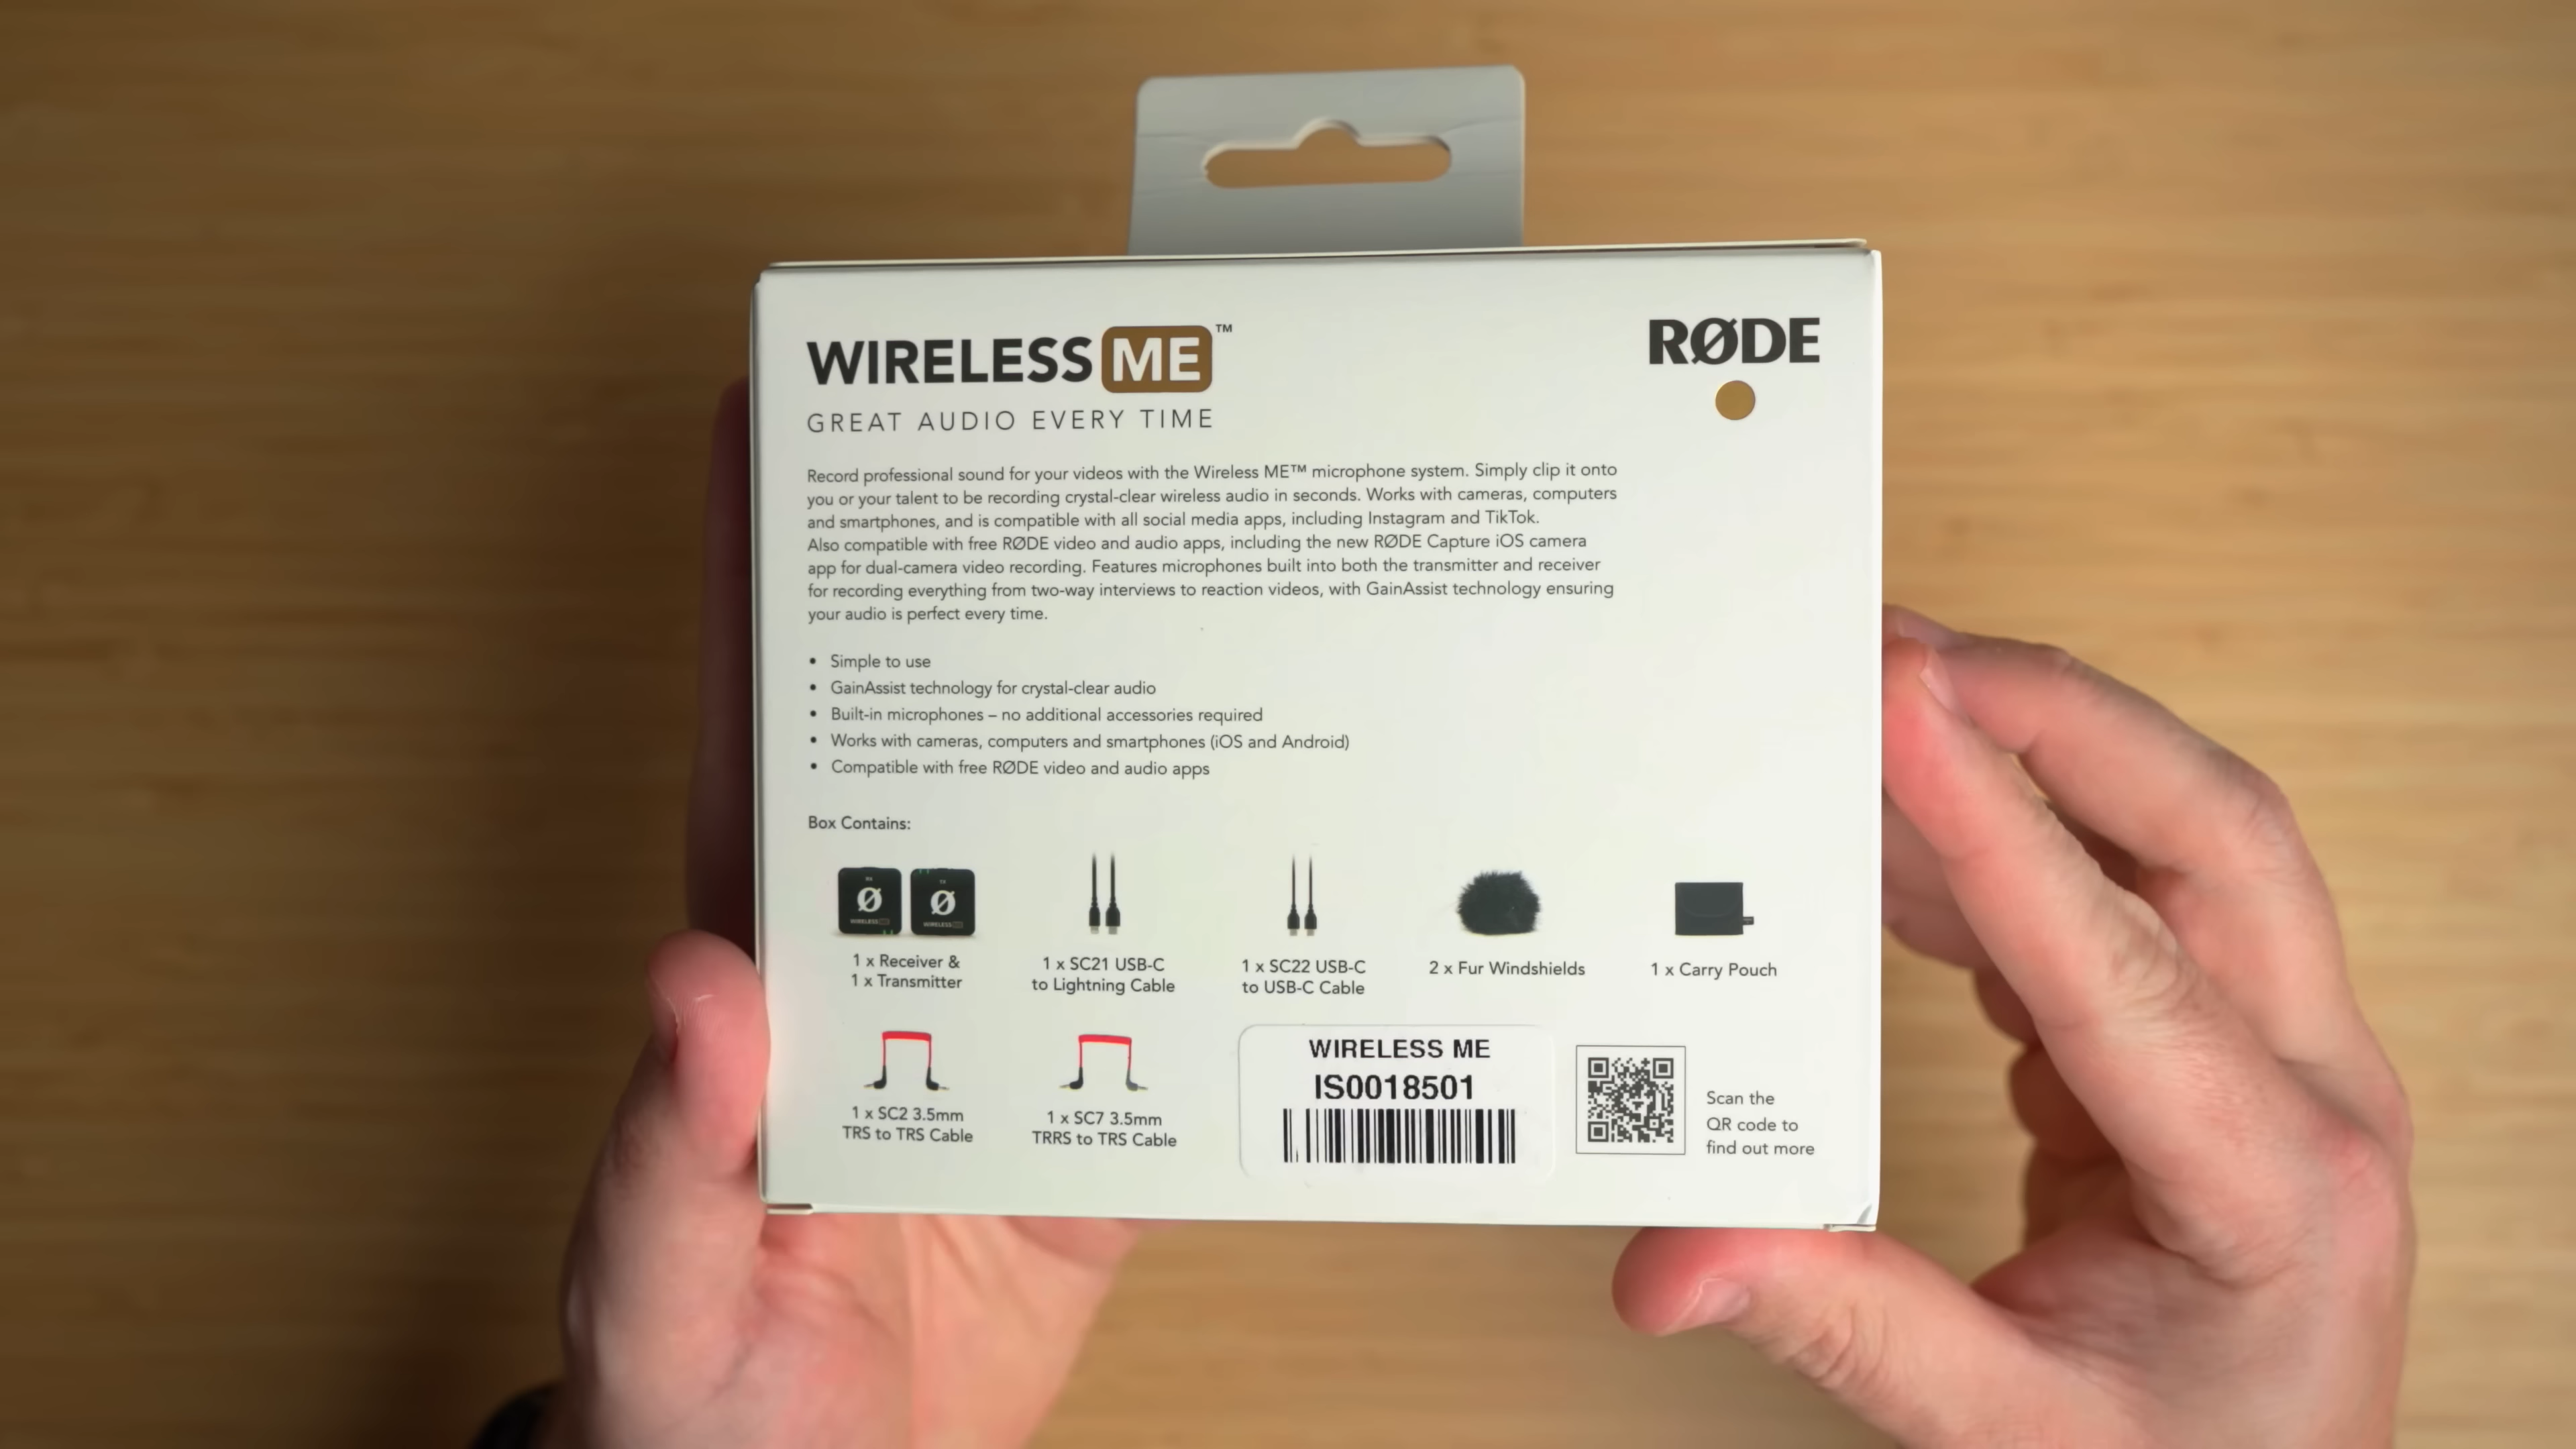 WIRELESS ME™
RØDE
GREAT AUDIO EVERY TIME
Record professional sound for your videos with the Wireless ME™ microphone system. Simply clip it onto
you or your talent to be recording crystal-clear wireless audio in seconds. Works with cameras, computers
and smartphones, and is compatible with all social media apps, including Instagram and TikTok.
Also compatible with free RØDE video and audio apps, including the new RØDE Capture iOS camera
app for dual-camera video recording. Features microphones built into both the transmitter and receiver
for recording everything from two-way interviews to reaction videos, with GainAssist technology ensuring
your audio is perfect every time.
• Simple to use
• GainAssist technology for crystal-clear audio
• Built-in microphones – no additional accessories required
• Works with cameras, computers and smartphones (iOS and Android)
• Compatible with free RØDE video and audio apps
Box Contains:
Ø
WIRELESS
Ø
WIRELESS
1 x Receiver &
1 x Transmitter
1 x SC21 USB-C
to Lightning Cable
1 x SC22 USB-C
to USB-C Cable
2 x Fur Windshields
1 x Carry Pouch
1 x SC2 3.5mm
TRS to TRS Cable
1 x SC7 3.5mm
TRRS to TRS Cable
WIRELESS ME
IS0018501
Scan the
QR code to
find out more